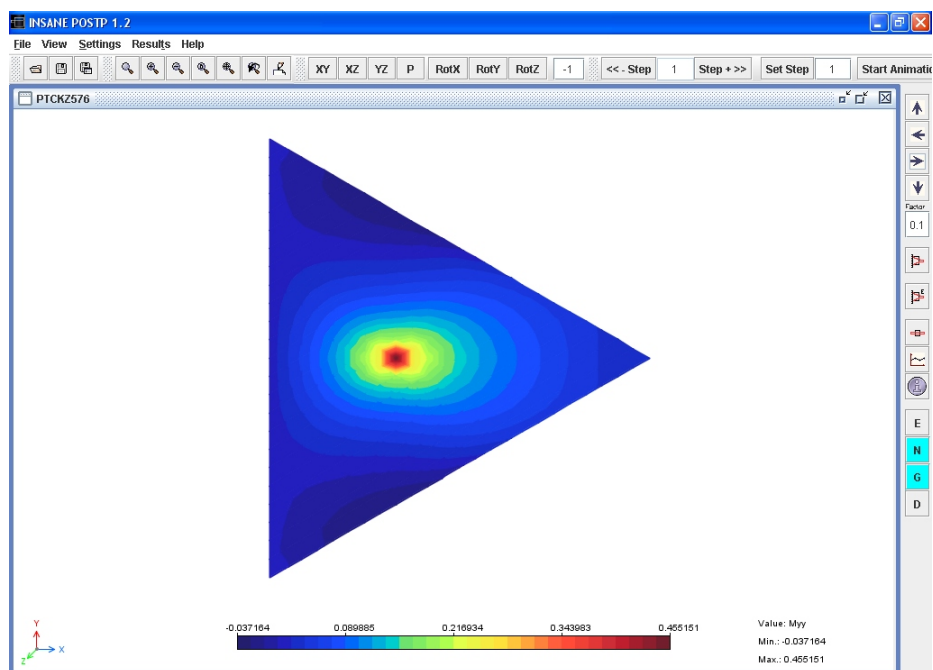 INSANE POSTP 1.2
File View Settings Results Help
XY XZ YZ P RotX RotY RotZ -1 << - Step 1 Step + >> Set Step 1 Start Animatic
PTCKZ576
Factor
0.1
E
E
N
G
D
Y
X
Z
-0.037164 0.089885 0.216934 0.343983 0.455151
Value: Myy
Min.: -0.037164
Max.: 0.455151